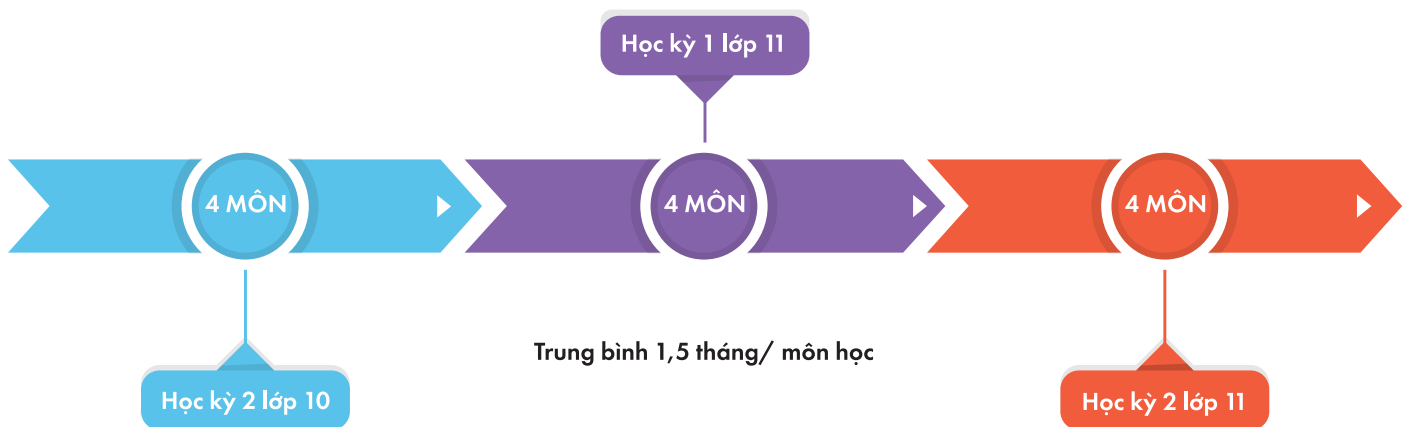 Học kỳ 1 lớp 11
4 MÔN
4 MÔN
4 MÔN
Trung bình 1,5 tháng/ môn học
Học kỳ 2 lớp 10
Học kỳ 2 lớp 11